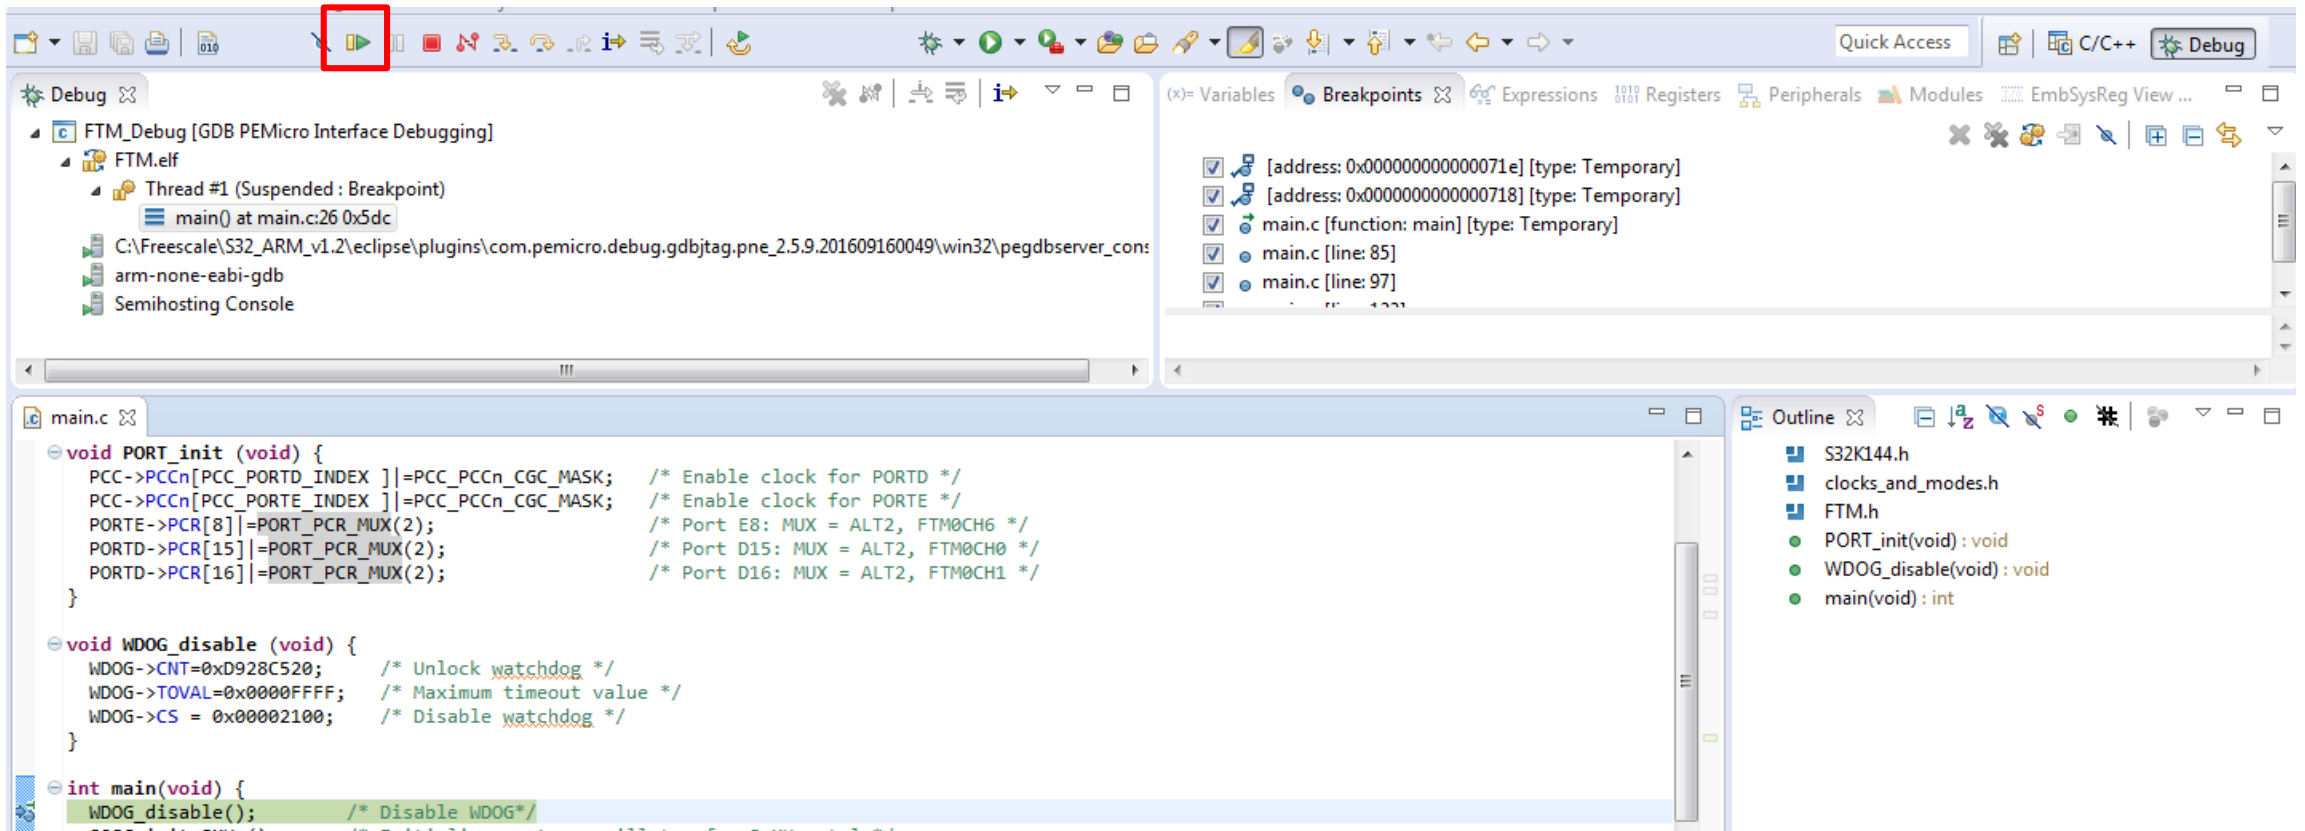 Quick Access
C/C++
Debug
Debug
FTM_Debug [GDB PEMicro Interface Debugging]
FTM.elf
Thread #1 (Suspended : Breakpoint)
main() at main.c:26 0x5dc
C:\Freescale\S32_ARM_v1.2\eclipse\plugins\com.pemicro.debug.gdbjtag.pne_2.5.9.201609160049\win32\pegdbserver_cons
arm-none-eabi-gdb
Semihosting Console
(x)= Variables Breakpoints Expressions Registers Peripherals Modules EmbSysReg View ...
[address: 0x000000000000071e] [type: Temporary]
[address: 0x0000000000000718] [type: Temporary]
main.c [function: main] [type: Temporary]
main.c [line: 85]
main.c [line: 97]
main.c
void PORT_init (void) {
PCC->PCCn[PCC_PORTD_INDEX ]|=PCC_PCCn_CGC_MASK; /* Enable clock for PORTD */
PCC->PCCn[PCC_PORTE_INDEX ]|=PCC_PCCn_CGC_MASK; /* Enable clock for PORTE */
PORTE->PCR[8]|=PORT_PCR_MUX(2); /* Port E8: MUX = ALT2, FTM0CH6 */
PORTD->PCR[15]|=PORT_PCR_MUX(2); /* Port D15: MUX = ALT2, FTM0CH0 */
PORTD->PCR[16]|=PORT_PCR_MUX(2); /* Port D16: MUX = ALT2, FTM0CH1 */
}
void WDOG_disable (void) {
WDOG->CNT=0xD928C520; /* Unlock watchdog */
WDOG->TOVAL=0x0000FFFF; /* Maximum timeout value */
WDOG->CS = 0x00002100; /* Disable watchdog */
}
int main(void) {
WDOG_disable(); /* Disable WDOG*/
Outline
S32K144.h
clocks_and_modes.h
FTM.h
PORT_init(void) : void
WDOG_disable(void) : void
main(void) : int